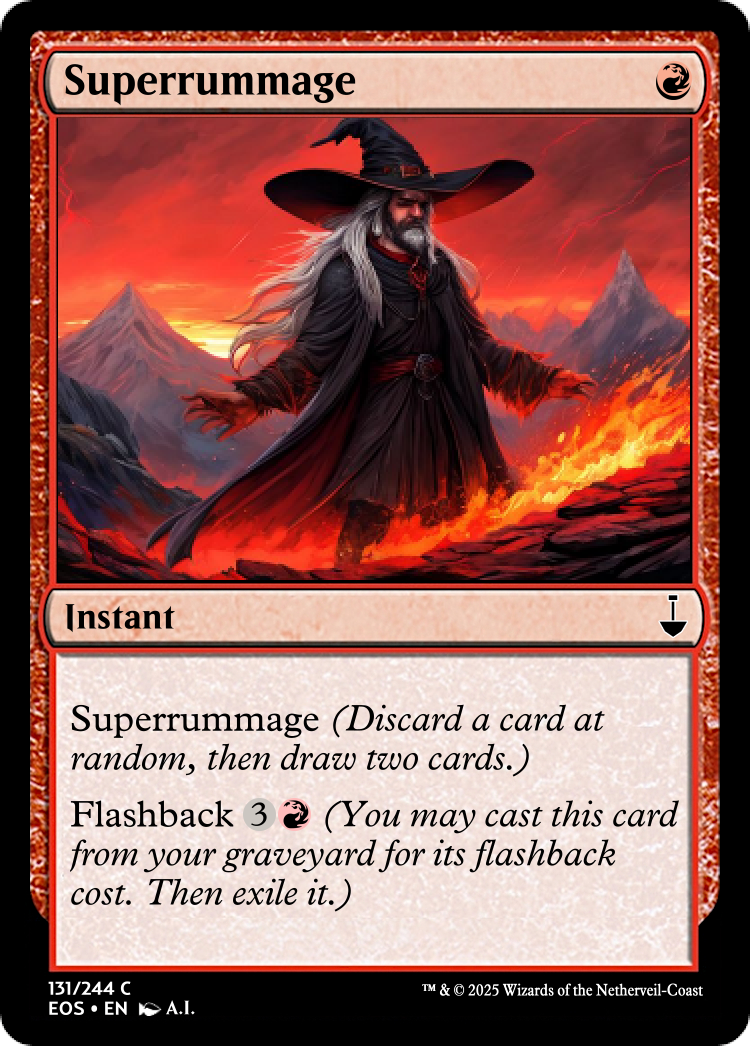 Superrummage
Instant
Superrummage (Discard a card at
random, then draw two cards.)
Flashback 3 (You may cast this card
from your graveyard for its flashback
cost. Then exile it.)
131/244 C
™ & © 2025 Wizards of the Netherveil-Coast
EOS • EN A.I.